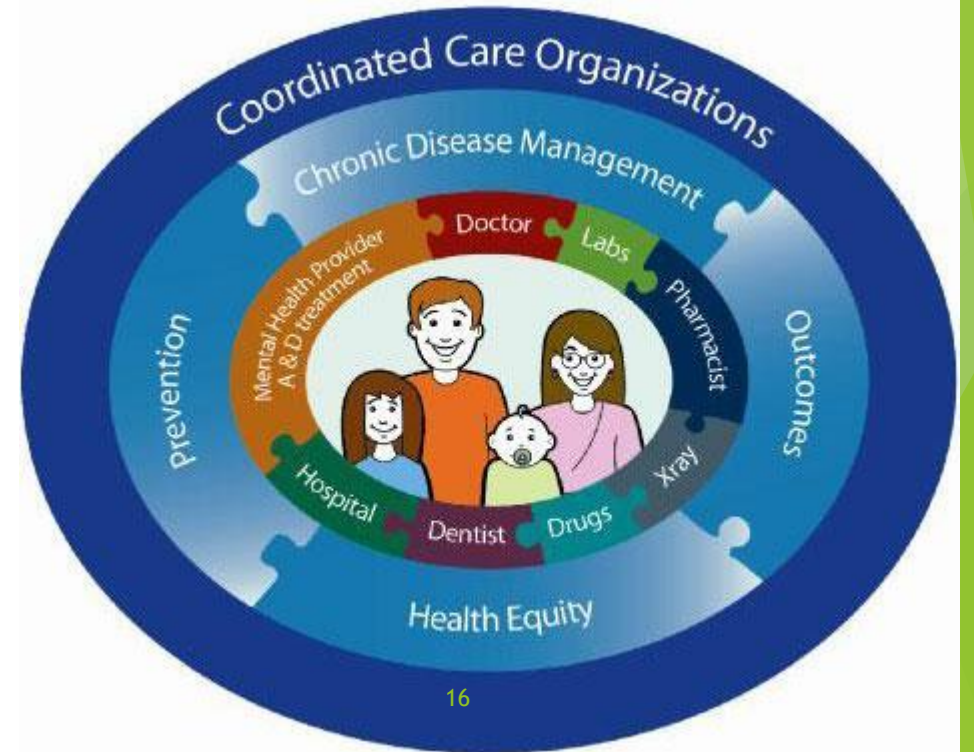 Coordinated Care Organizations
Chronic Disease Management
Outcomes
Health Equity
Prevention
Doctor
Labs
Pharmacist
Xray
Drugs
Dentist
Hospital
Mental Health Provider
A & D treatment
16